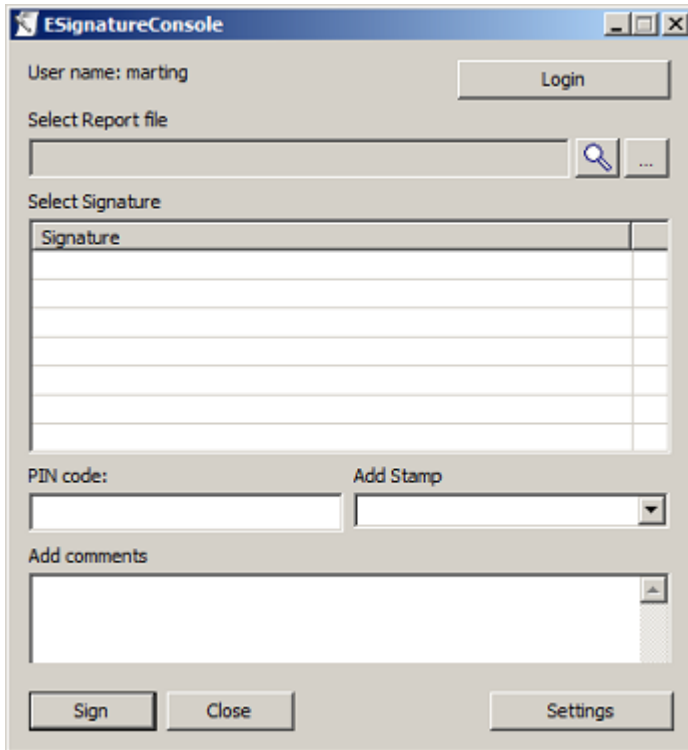 ESignatureConsole
User name: marting
Login
Select Report file
...
Select Signature
Signature
PIN code:
Add Stamp
Add comments
Sign
Close
Settings